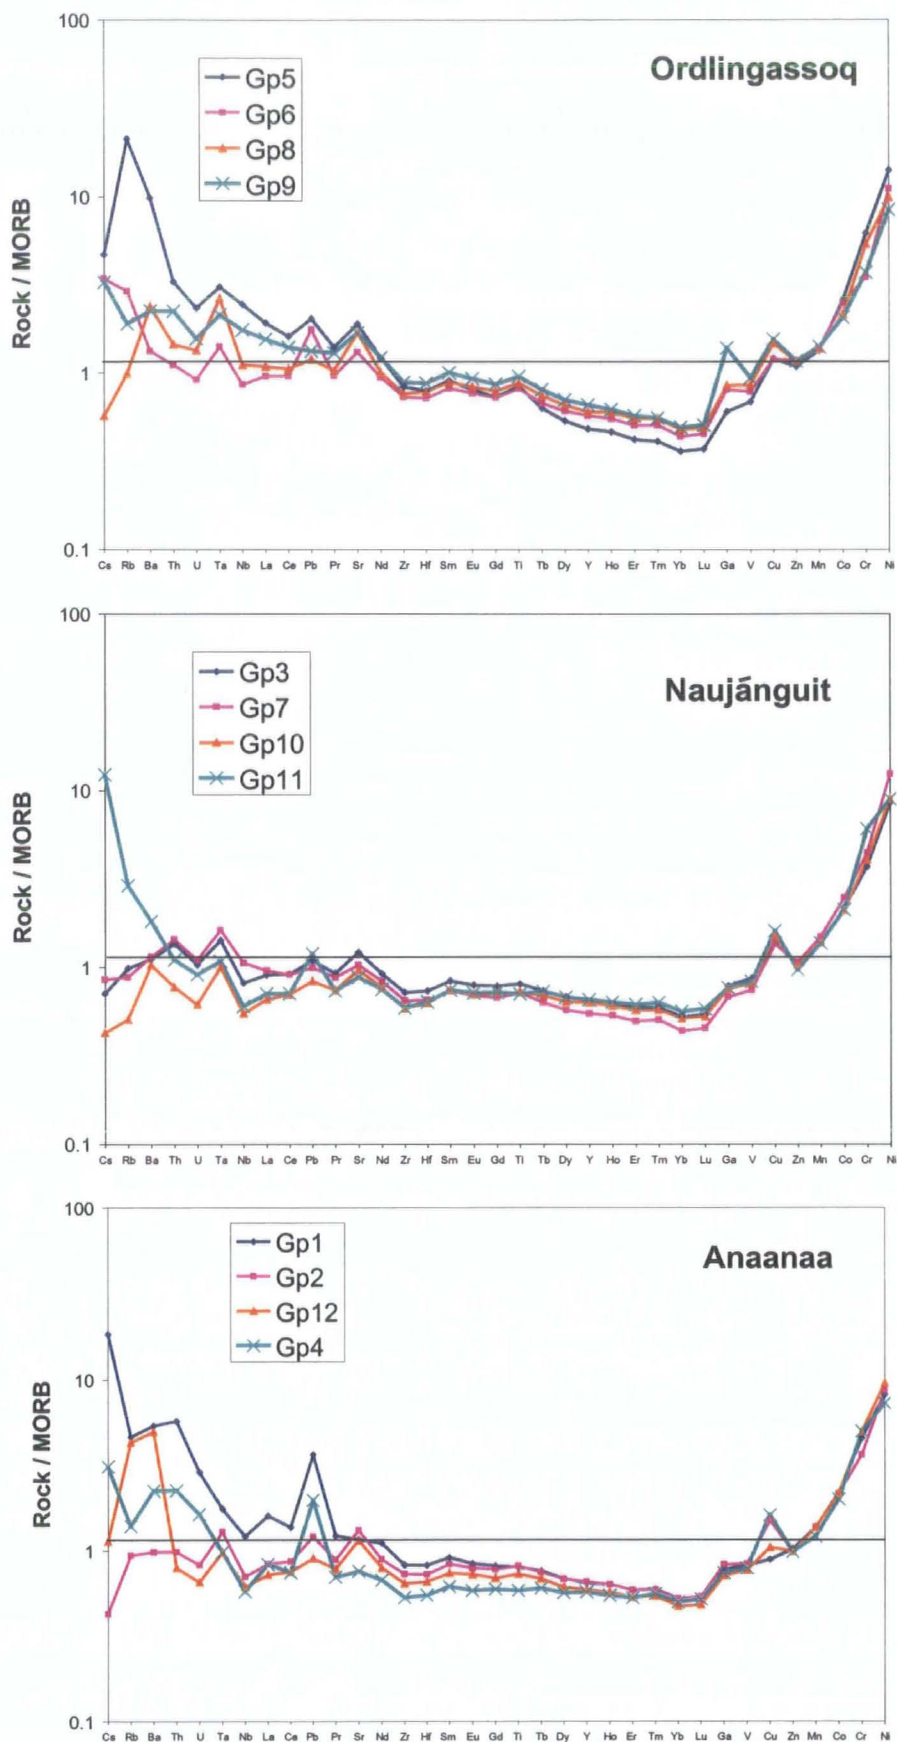 100
Ordlingassoq
Gp5
Gp6
Gp8
Gp9
Rock / MORB
10
1
0.1
Cs Rb Ba Th U Ta Nb La Ce Pb Pr Sr Nd Zr Hf Sm Eu Gd Ti Tb Dy Y Ho Er Tm Yb Lu Ga V Cu Zn Mn Co Cr Ni
100
Naujánguit
Gp3
Gp7
Gp10
Gp11
Rock / MORB
10
1
0.1
Cs Rb Ba Th U Ta Nb La Ce Pb Pr Sr Nd Zr Hf Sm Eu Gd Ti Tb Dy Y Ho Er Tm Yb Lu Ga V Cu Zn Mn Co Cr Ni
100
Anaanaa
Gp1
Gp2
Gp12
Gp4
Rock / MORB
10
1
0.1
Cs Rb Ba Th U Ta Nb La Ce Pb Pr Sr Nd Zr Hf Sm Eu Gd Ti Tb Dy Y Ho Er Tm Yb Lu Ga V Cu Zn Mn Co Cr Ni